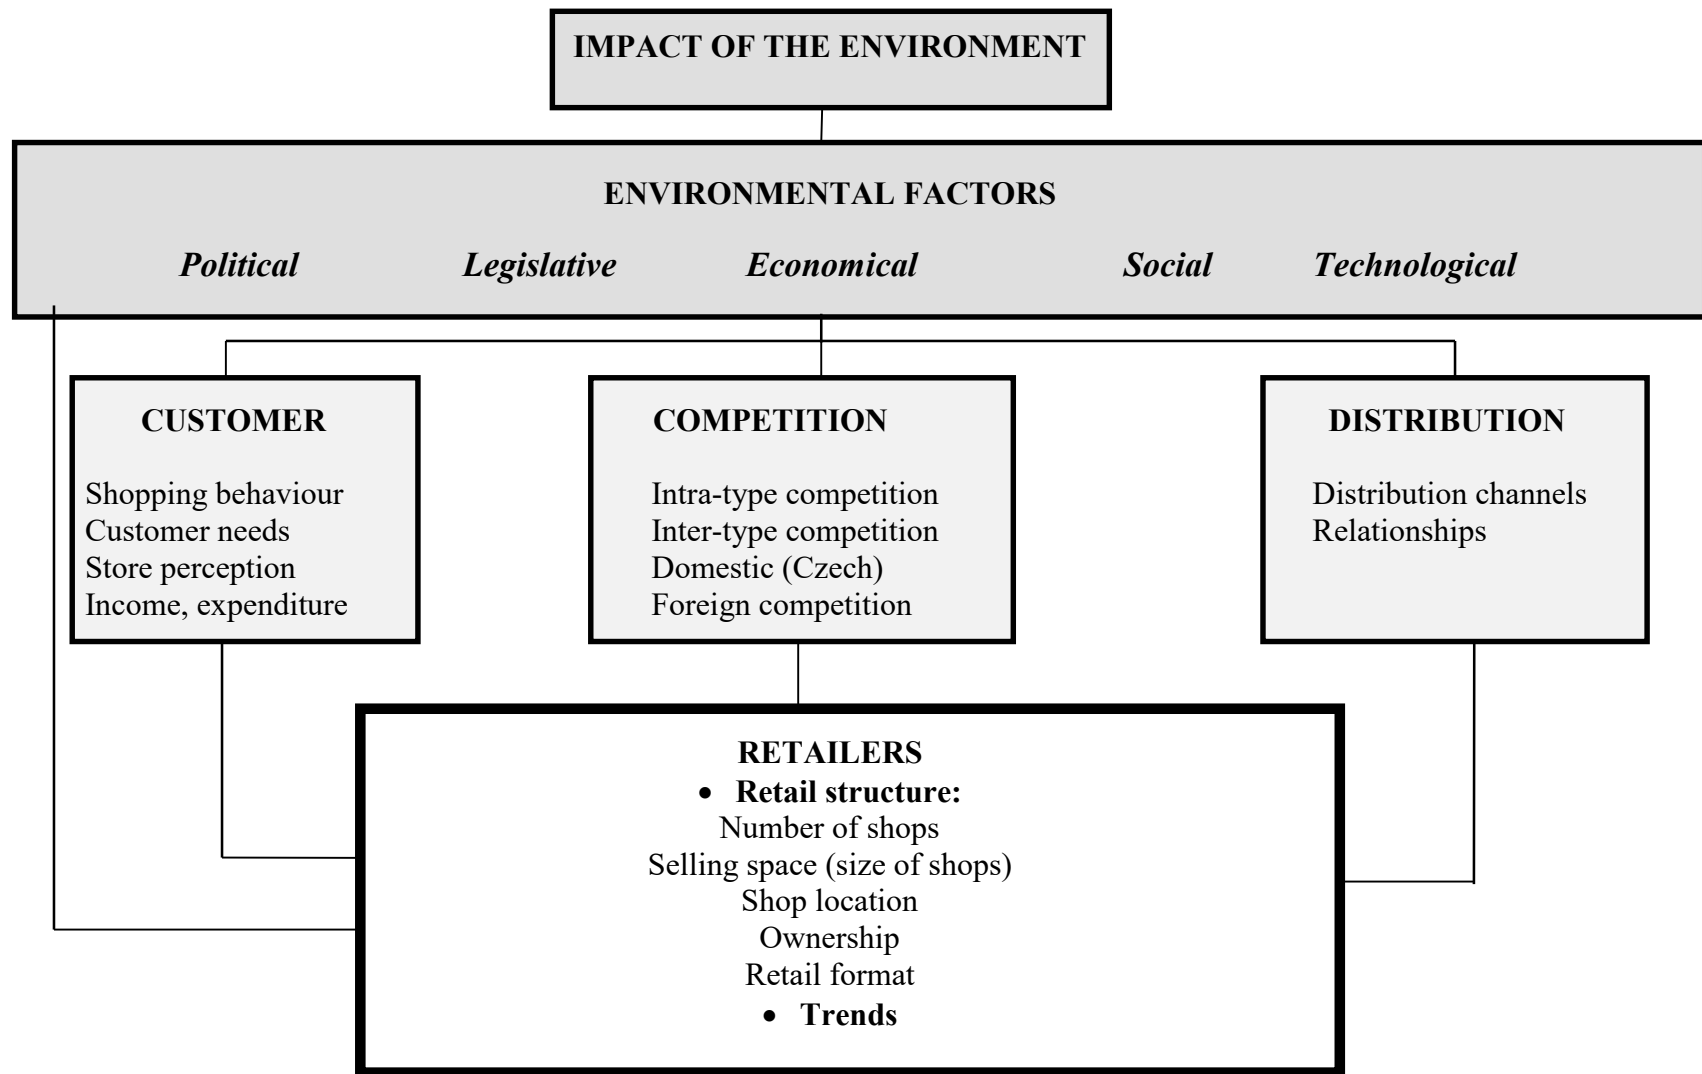 IMPACT OF THE ENVIRONMENT
ENVIRONMENTAL FACTORS
Political Legislative Economical Social Technological
CUSTOMER
Shopping behaviour
Customer needs
Store perception
Income, expenditure
COMPETITION
Intra-type competition
Inter-type competition
Domestic (Czech)
Foreign competition
DISTRIBUTION
Distribution channels
Relationships
RETAILERS
• Retail structure:
Number of shops
Selling space (size of shops)
Shop location
Ownership
Retail format
• Trends